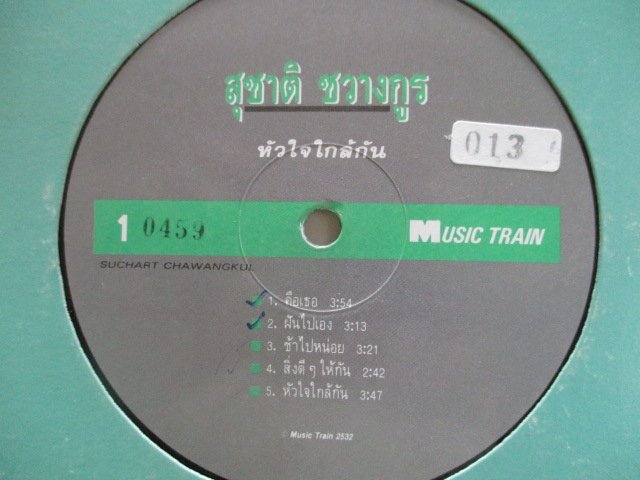 สุชาติ ชวางกูร
หัวใจใกล้กัน
013
1 0459
MUSIC TRAIN
SUCHART CHAWANGKUL
1. คือเธอ 3:54
2. ฝันไปเอง 3:13
3. ช้าไปหน่อย 3:21
4. สิ่งดีๆ ให้กัน 2:42
5. หัวใจใกล้กัน 3:47
© Music Train 2532